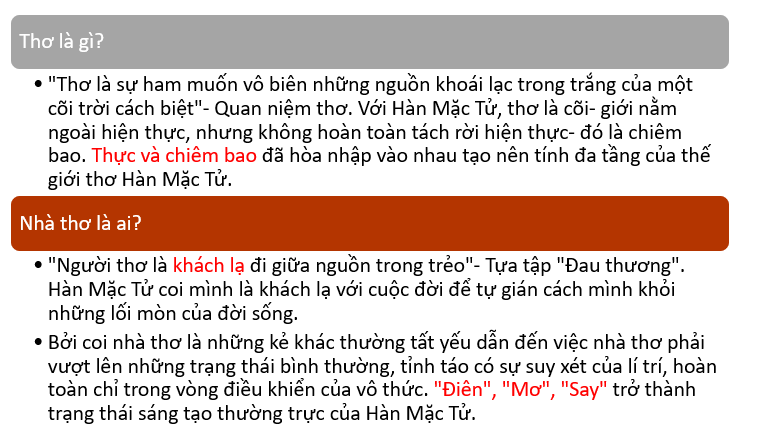 Thơ là gì?
• "Thơ là sự ham muốn vô biên những nguồn khoái lạc trong trắng của một
cõi trời cách biệt"- Quan niệm thơ. Với Hàn Mặc Tử, thơ là cõi- giới nằm
ngoài hiện thực, nhưng không hoàn toàn tách rời hiện thực- đó là chiêm
bao. Thực và chiêm bao đã hòa nhập vào nhau tạo nên tính đa tầng của thế
giới thơ Hàn Mặc Tử.
Nhà thơ là ai?
• "Người thơ là khách lạ đi giữa nguồn trong trẻo"- Tựa tập "Đau thương".
Hàn Mặc Tử coi mình là khách lạ với cuộc đời để tự gián cách mình khỏi
những lối mòn của đời sống.
• Bởi coi nhà thơ là những kẻ khác thường tất yếu dẫn đến việc nhà thơ phải
vượt lên những trạng thái bình thường, tỉnh táo có sự suy xét của lí trí, hoàn
toàn chỉ trong vòng điều khiển của vô thức. "Điên", "Mơ", "Say" trở thành
trạng thái sáng tạo thường trực của Hàn Mặc Tử.